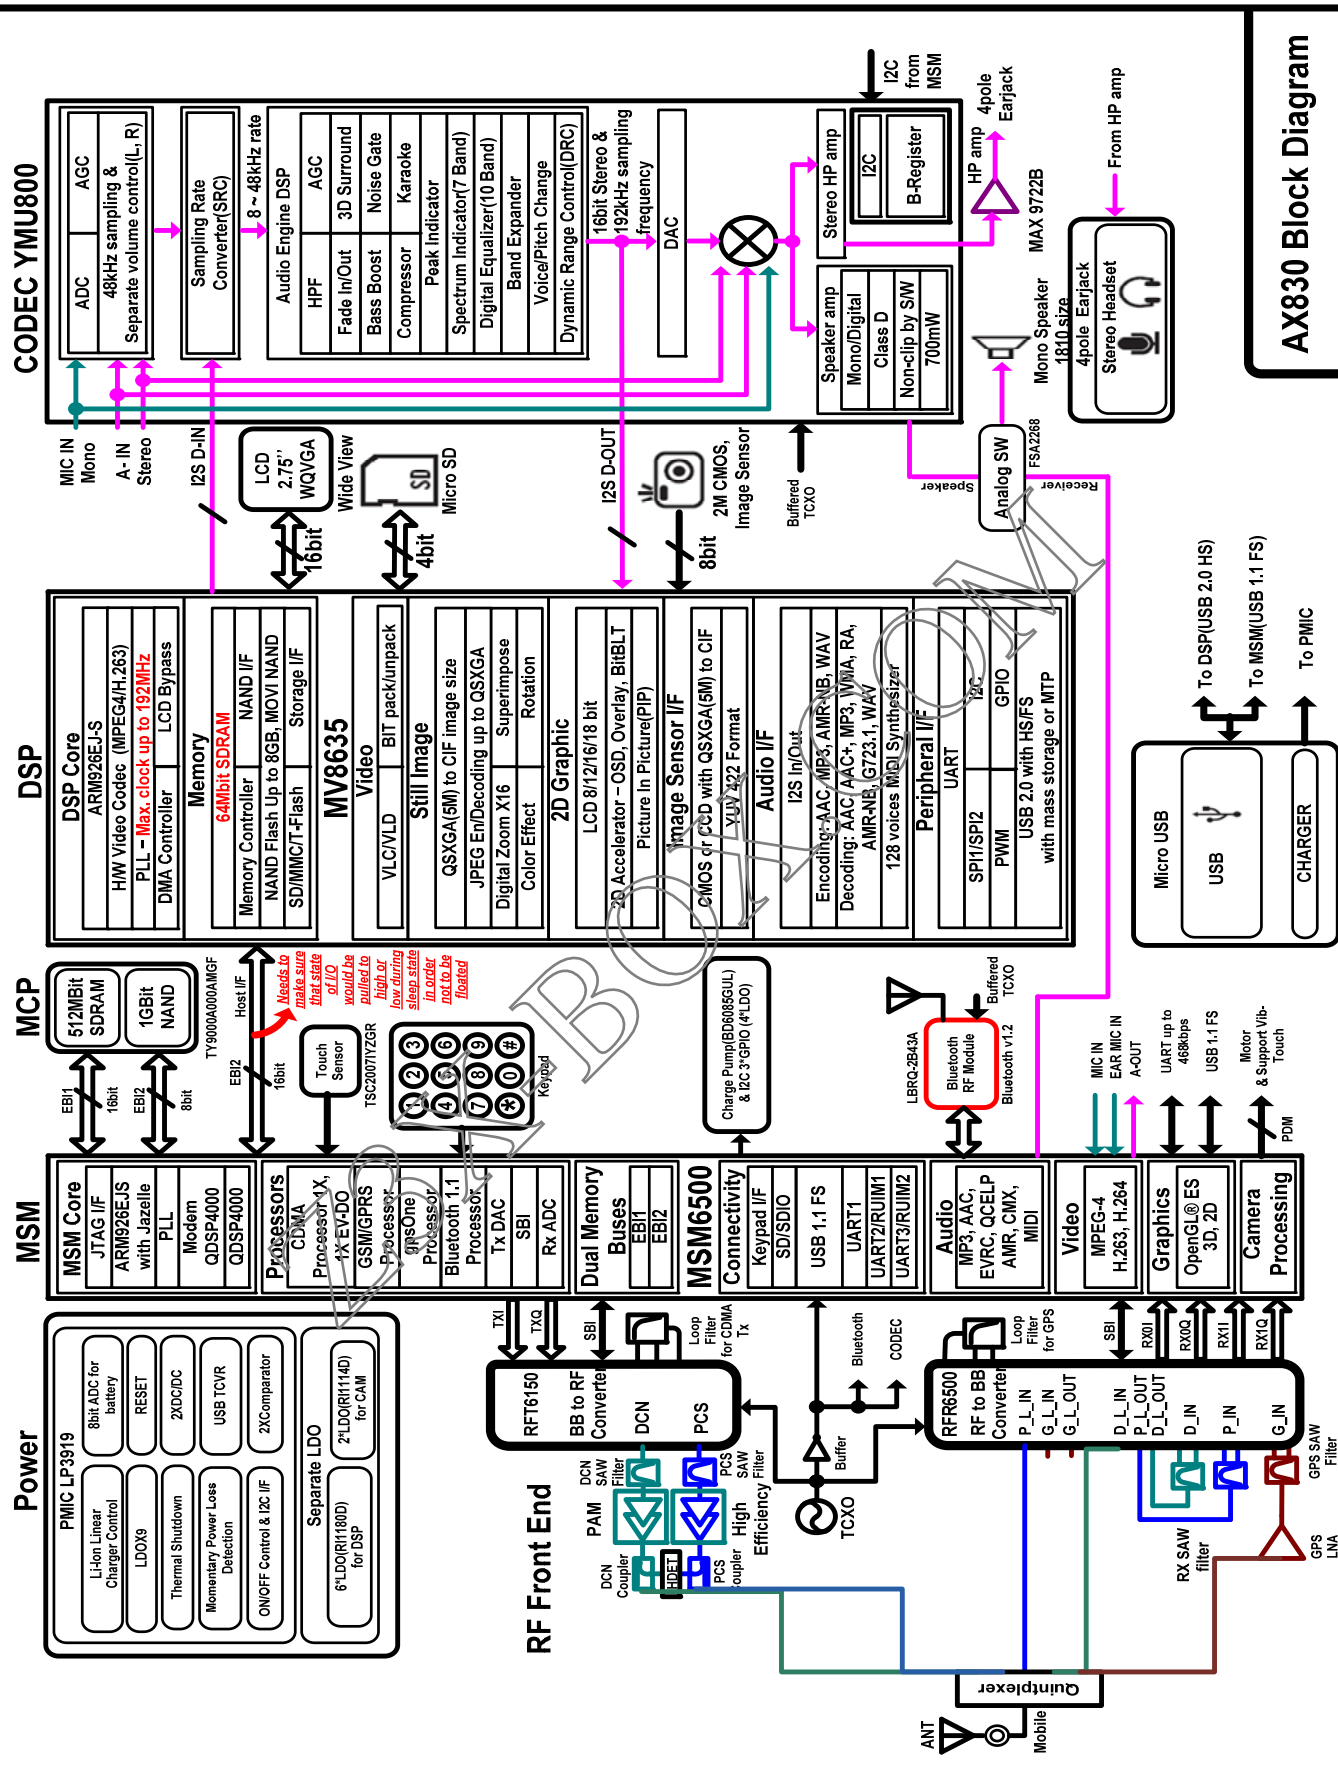 Power
PMIC LP3919
Li-Ion Linear
Charger Control
8bit ADC for
battery
LDOX9
RESET
Thermal Shutdown
2XDC/DC
Momentary Power Loss
Detection
USB TCVR
ON/OFF Control & I2C I/F
2XComparator
Separate LDO
6*LDO(RI1180D)
for DSP
2*LDO(RI1114D)
for CAM
MSM
MSM Core
JTAG I/F
ARM926EJS
with Jazelle
PLL
Modem
QDSP4000
QDSP4000
Processors
CDMA
Processor 1X,
1X EV-DO
GSM/GPRS
Processor
gpsOne
Processor
Bluetooth 1.1
Processor
Tx DAC
SBI
Rx ADC
Dual Memory
Buses
EBI1
EBI2
MSM6500
Connectivity
Keypad I/F
SD/SDIO
USB 1.1 FS
UART1
UART2/RUIM1
UART3/RUIM2
Audio
MP3, AAC,
EVRC, QCELP
AMR, CMX,
MIDI
Video
MPEG-4
H.263, H.264
Graphics
OpenGL® ES
3D, 2D
Camera
Processing
MCP
512MBit
SDRAM
1GBit
NAND
TY9000A000AMGF
EBI1
16bit
EBI2
8bit
EBI2
Host I/F
16bit
Needs to
make sure
that state
of I/O
would be
pulled to
high or
low during
sleep state
in order
not to be
floated
Touch
Sensor
TSC2007IYZGR
1 2 3
4 5 6
7 8 9
* 0 #
Keypad
Charge Pump(BD6085GUL)
& I2C 3*GPIO (4*LDO)
LBRQ-2B43A
Bluetooth
RF Module
Bluetooth v1.2
Buffered
TCXO
MIC IN
EAR MIC IN
A-OUT
UART up to
468kbps
USB 1.1 FS
Motor
& Support Vib-
Touch
PDM
DSP
DSP Core
ARM926EJ-S
H/W Video Codec (MPEG4/H.263)
PLL – Max. clock up to 192MHz
DMA Controller
LCD Bypass
Memory
64Mbit SDRAM
Memory Controller
NAND I/F
NAND Flash Up to 8GB, MOVI NAND
SD/MMC/T-Flash
Storage I/F
MV8635
Video
VLC/VLD
BIT pack/unpack
Still Image
QSXGA(5M) to CIF image size
JPEG En/Decoding up to QSXGA
Digital Zoom X16
Superimpose
Color Effect
Rotation
2D Graphic
LCD 8/12/16/18 bit
2D Accelerator – OSD, Overlay, BitBLT
Picture In Picture(PIP)
Image Sensor I/F
CMOS or CCD with QSXGA(5M) to CIF
YUV 422 Format
Audio I/F
I2S In/Out
Encoding: AAC, MP3, AMR-NB, WAV
Decoding: AAC, AAC+, MP3, WMA, RA,
AMR-NB, G723.1, WAV
128 voices MIDI Synthesizer
Peripheral I/F
UART
SPI1/SPI2
I2C
PWM
GPIO
USB 2.0 with HS/FS
with mass storage or MTP
LCD
2.75’’
WQVGA
Wide View
16bit
SD
Micro SD
4bit
2M CMOS,
Image Sensor
8bit
MIC IN
Mono
A- IN
Stereo
I2S D-IN
I2S D-OUT
Buffered
TCXO
CODEC YMU800
ADC
AGC
48kHz sampling &
Separate volume control(L, R)
Sampling Rate
Converter(SRC)
8 ~ 48kHz rate
Audio Engine DSP
HPF
AGC
Fade In/Out
3D Surround
Bass Boost
Noise Gate
Compressor
Karaoke
Peak Indicator
Spectrum Indicator(7 Band)
Digital Equalizer(10 Band)
Band Expander
Voice/Pitch Change
Dynamic Range Control(DRC)
16bit Stereo &
192kHz sampling
frequency
DAC
Speaker amp
Mono/Digital
Class D
Non-clip by S/W
700mW
Stereo HP amp
I2C
B-Register
I2C
from
MSM
HP amp
MAX 9722B
4pole
Earjack
Mono Speaker
1810 size
Speaker
Analog SW
FSA2268
Receiver
4pole Earjack
Stereo Headset
From HP amp
Micro USB
USB
CHARGER
To DSP(USB 2.0 HS)
To MSM(USB 1.1 FS)
To PMIC
RF Front End
TXI
TXQ
SBI
Loop
Filter
for CDMA
Tx
RFT6150
BB to RF
Converter
DCN
PCS
DCN
SAW
Filter
PCS
SAW
Filter
PAM
High
Efficiency
DCN
Coupler
HDET
PCS
oupler
Buffer
TCXO
Bluetooth
CODEC
Loop
Filter
for GPS
SBI
RX0I
RX0Q
RX1I
RX1Q
RFR6500
RF to BB
Converter
P_L_IN
G_L_IN
G_L_OUT
D_L_IN
P_L_OUT
D_L_OUT
D_IN
P_IN
G_IN
RX SAW
filter
GPS SAW
Filter
GPS
LNA
Quintplexer
ANT
Mobile
AX830 Block Diagram